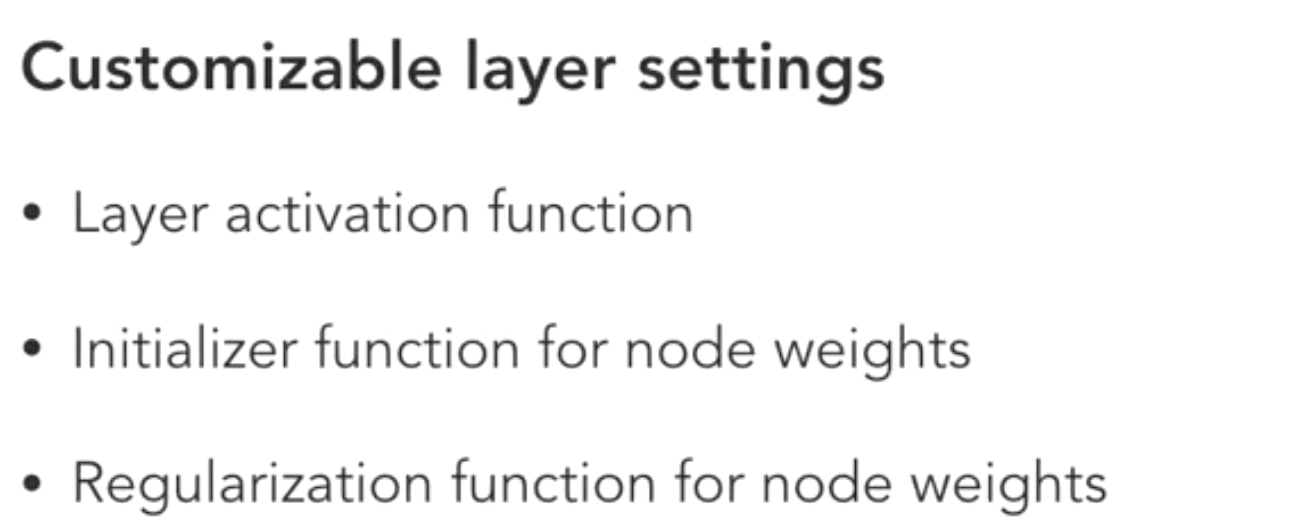 Customizable layer settings
• Layer activation function
• Initializer function for node weights
• Regularization function for node weights